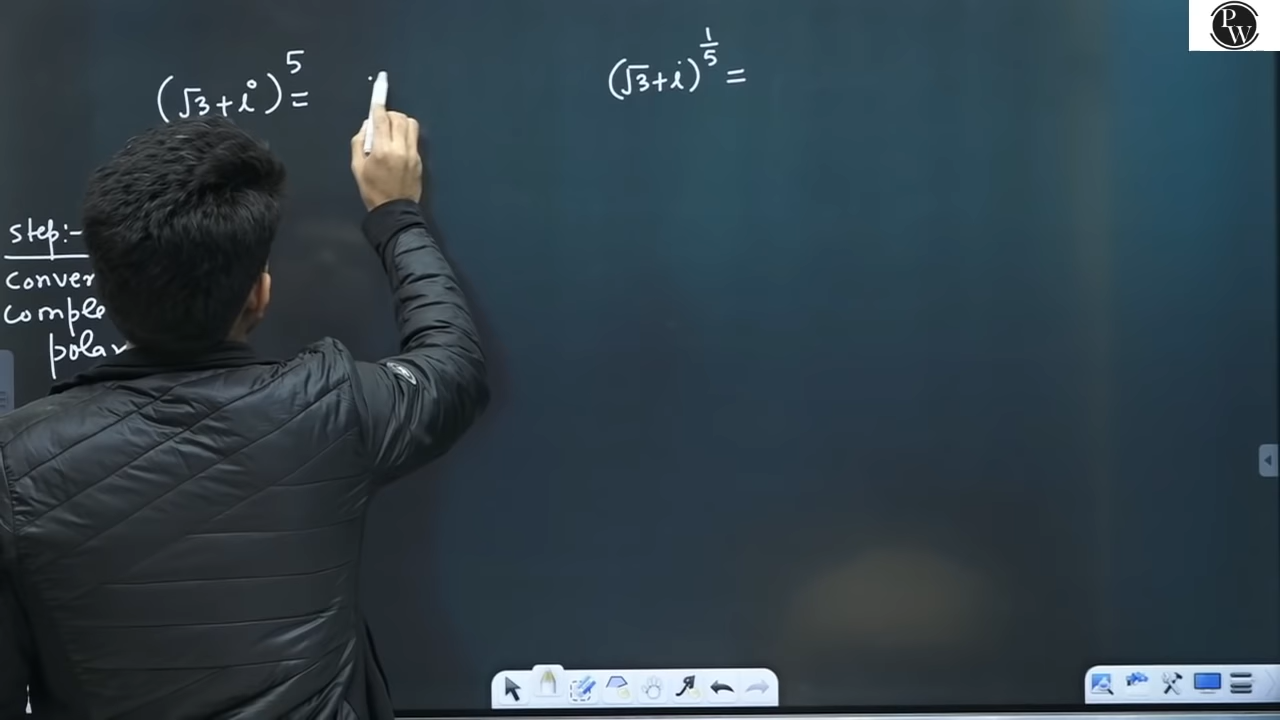 (√3+i)^5 =
(√3+i)^{1/5} =
step:-
conver
comple
polar
PW